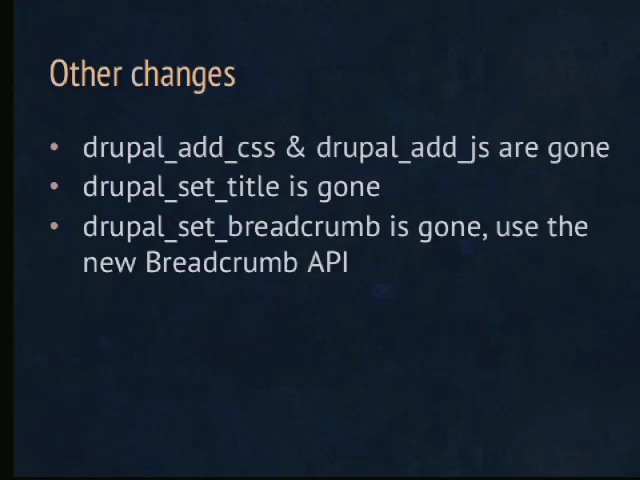 Other changes
• drupal_add_css & drupal_add_js are gone
• drupal_set_title is gone
• drupal_set_breadcrumb is gone, use the
new Breadcrumb API